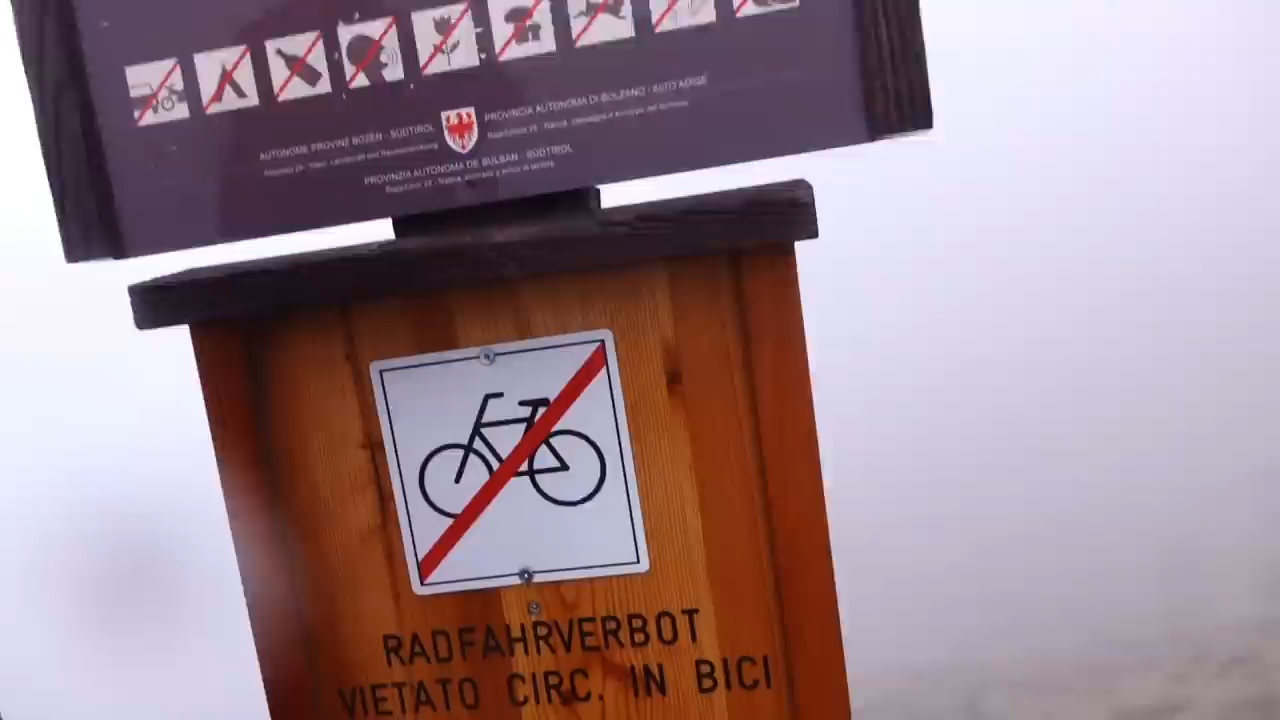 AUTONOME PROVINZ BOZEN - SÜDTIROL
PROVINCIA AUTONOMA DI BOLZANO - ALTO ADIGE
PROVINZIA AUTONOMA DE BULSAN - SÜDTIROL
RADFAHRVERBOT
VIETATO CIRC. IN BICI